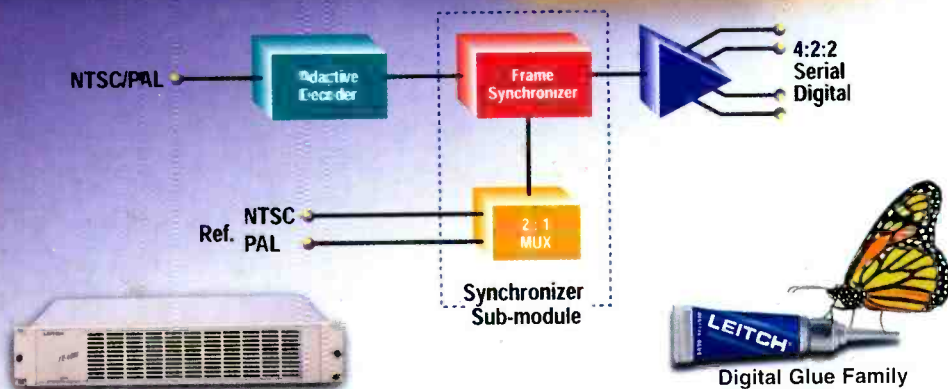 NTSC/PAL
Adaptive
Decoder
Frame
Synchronizer
4:2:2
Serial
Digital
Ref.
NTSC
PAL
2 : 1
MUX
Synchronizer
Sub-module
LEITCH
LEITCH
Digital Glue Family